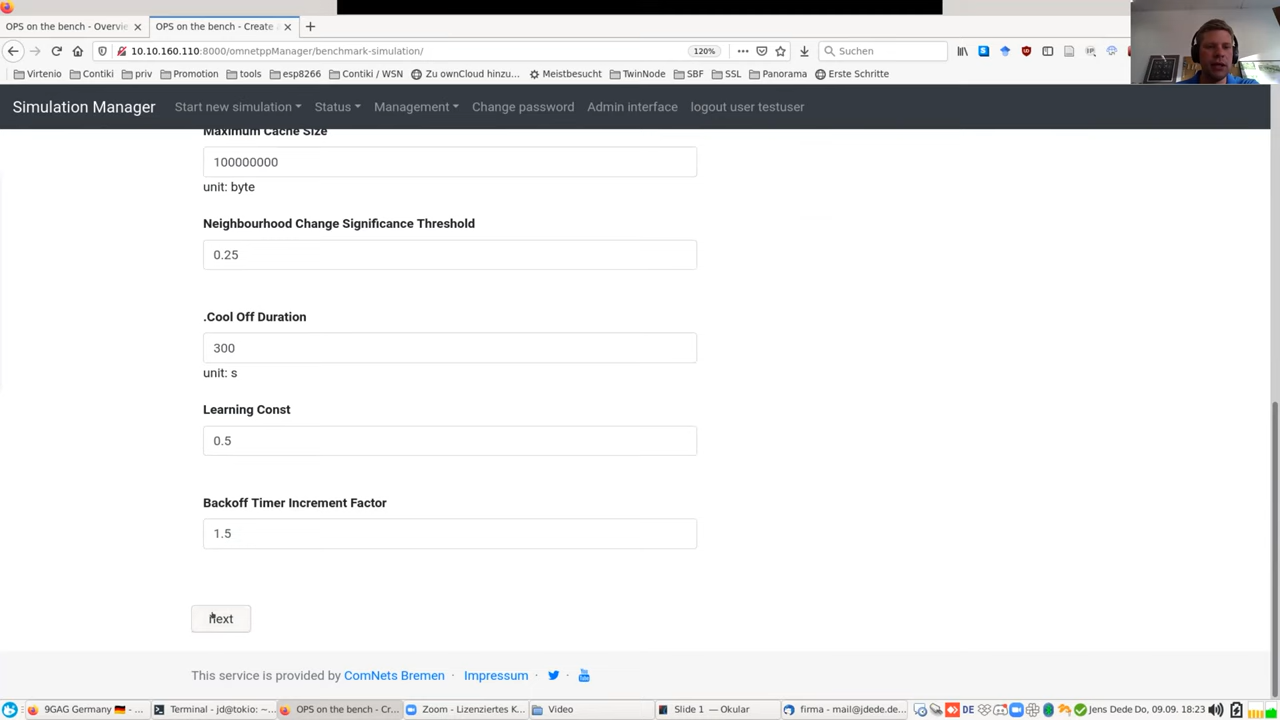 OPS on the bench - Overvie
OPS on the bench - Create
10.10.160.110:8000/omnetppManager/benchmark-simulation/
120%
Suchen
Virtenio
Contiki
priv
Promotion
tools
esp8266
Contiki / WSN
Zu ownCloud hinzu...
Meistbesucht
TwinNode
SBF
SSL
Panorama
Erste Schritte
Simulation Manager
Start new simulation
Status
Management
Change password
Admin interface
logout user testuser
Maximum Cache Size
100000000
unit: byte
Neighbourhood Change Significance Threshold
0.25
.Cool Off Duration
300
unit: s
Learning Const
0.5
Backoff Timer Increment Factor
1.5
next
This service is provided by ComNets Bremen · Impressum · ·
9GAG Germany - ...
Terminal - jd@tokio: ~...
OPS on the bench - Cr...
Zoom - Lizenziertes K...
Video
Slide 1 — Okular
firma - mail@jdede.de...
DE
Jens Dede Do, 09.09. 18:23